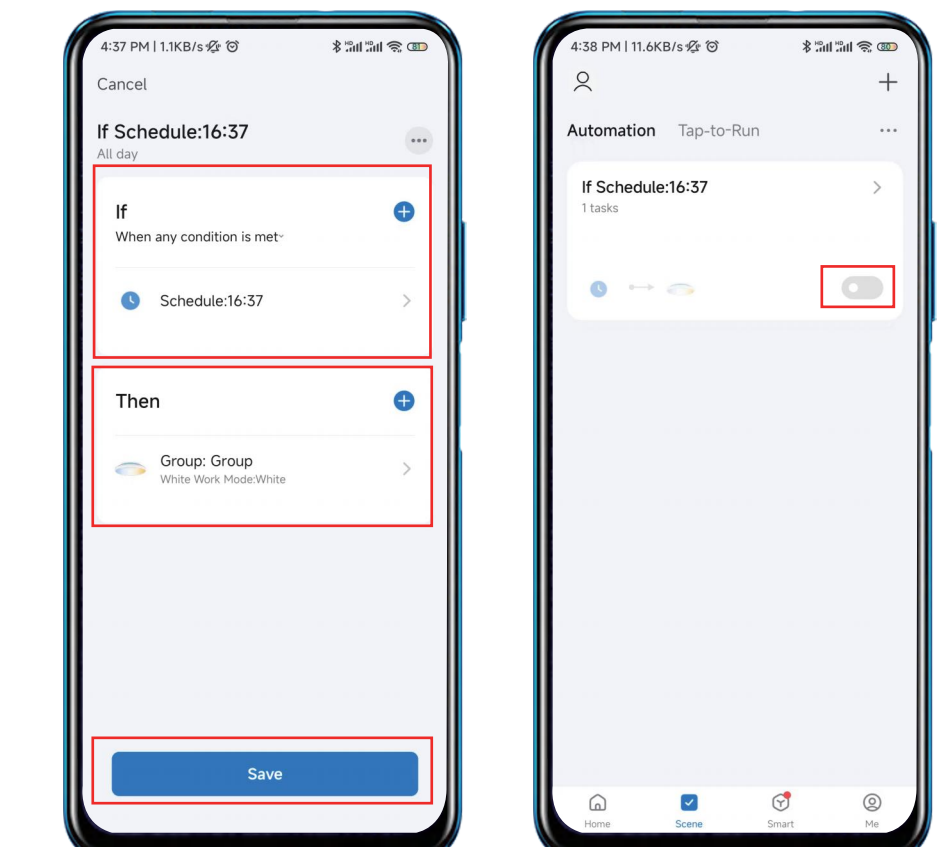 4:37 PM | 1.1KB/s
81
Cancel
If Schedule:16:37
All day
If
When any condition is met
Schedule:16:37
Then
Group: Group
White Work Mode:White
Save
4:38 PM | 11.6KB/s
80
Automation Tap-to-Run
If Schedule:16:37
1 tasks
Home Scene Smart Me